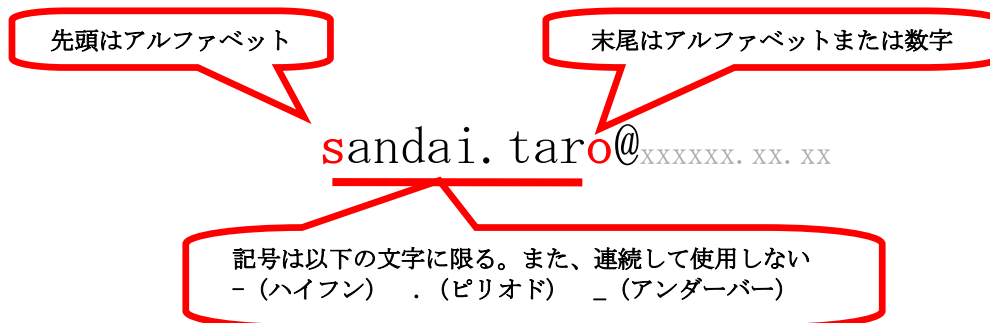 先頭はアルファベット
末尾はアルファベットまたは数字
sandai.taro@xxxxxx.xx.xx
記号は以下の文字に限る。また、連続して使用しない
-（ハイフン）　.（ピリオド）　_（アンダーバー）